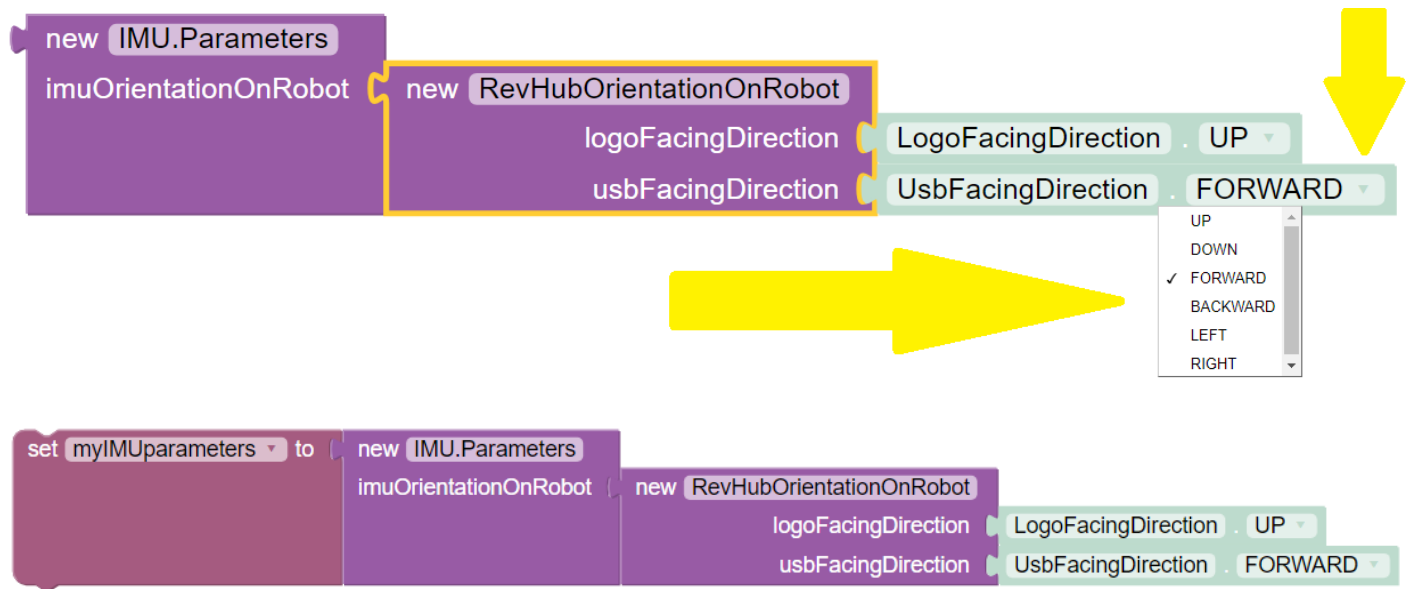 new IMU.Parameters
imuOrientationOnRobot new RevHubOrientationOnRobot
logoFacingDirection LogoFacingDirection . UP
usbFacingDirection UsbFacingDirection . FORWARD
UP
DOWN
✓ FORWARD
BACKWARD
LEFT
RIGHT
set myIMUparameters to new IMU.Parameters
imuOrientationOnRobot new RevHubOrientationOnRobot
logoFacingDirection LogoFacingDirection . UP
usbFacingDirection UsbFacingDirection . FORWARD